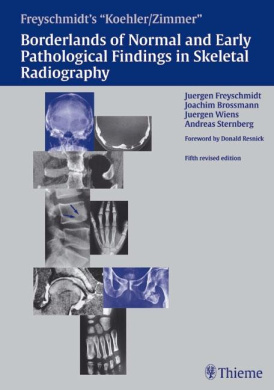 Freyschmidt's "Koehler/Zimmer"
Borderlands of Normal and Early
Pathological Findings in Skeletal
Radiography
Juergen Freyschmidt
Joachim Brossmann
Juergen Wiens
Andreas Sternberg
Foreword by Donald Resnick
Fifth revised edition
Thieme